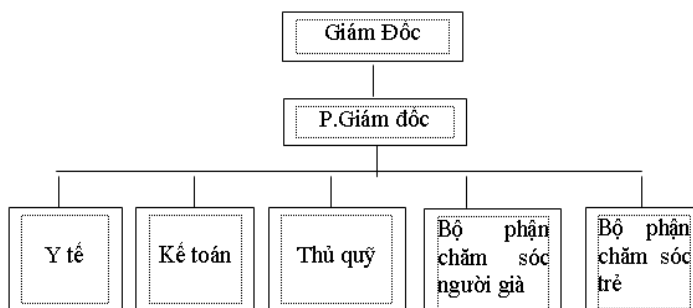 Giám Đốc
P.Giám đốc
Y tế
Kế toán
Thủ quỹ
Bộ phận
chăm sóc
người già
Bộ phận
chăm sóc
trẻ